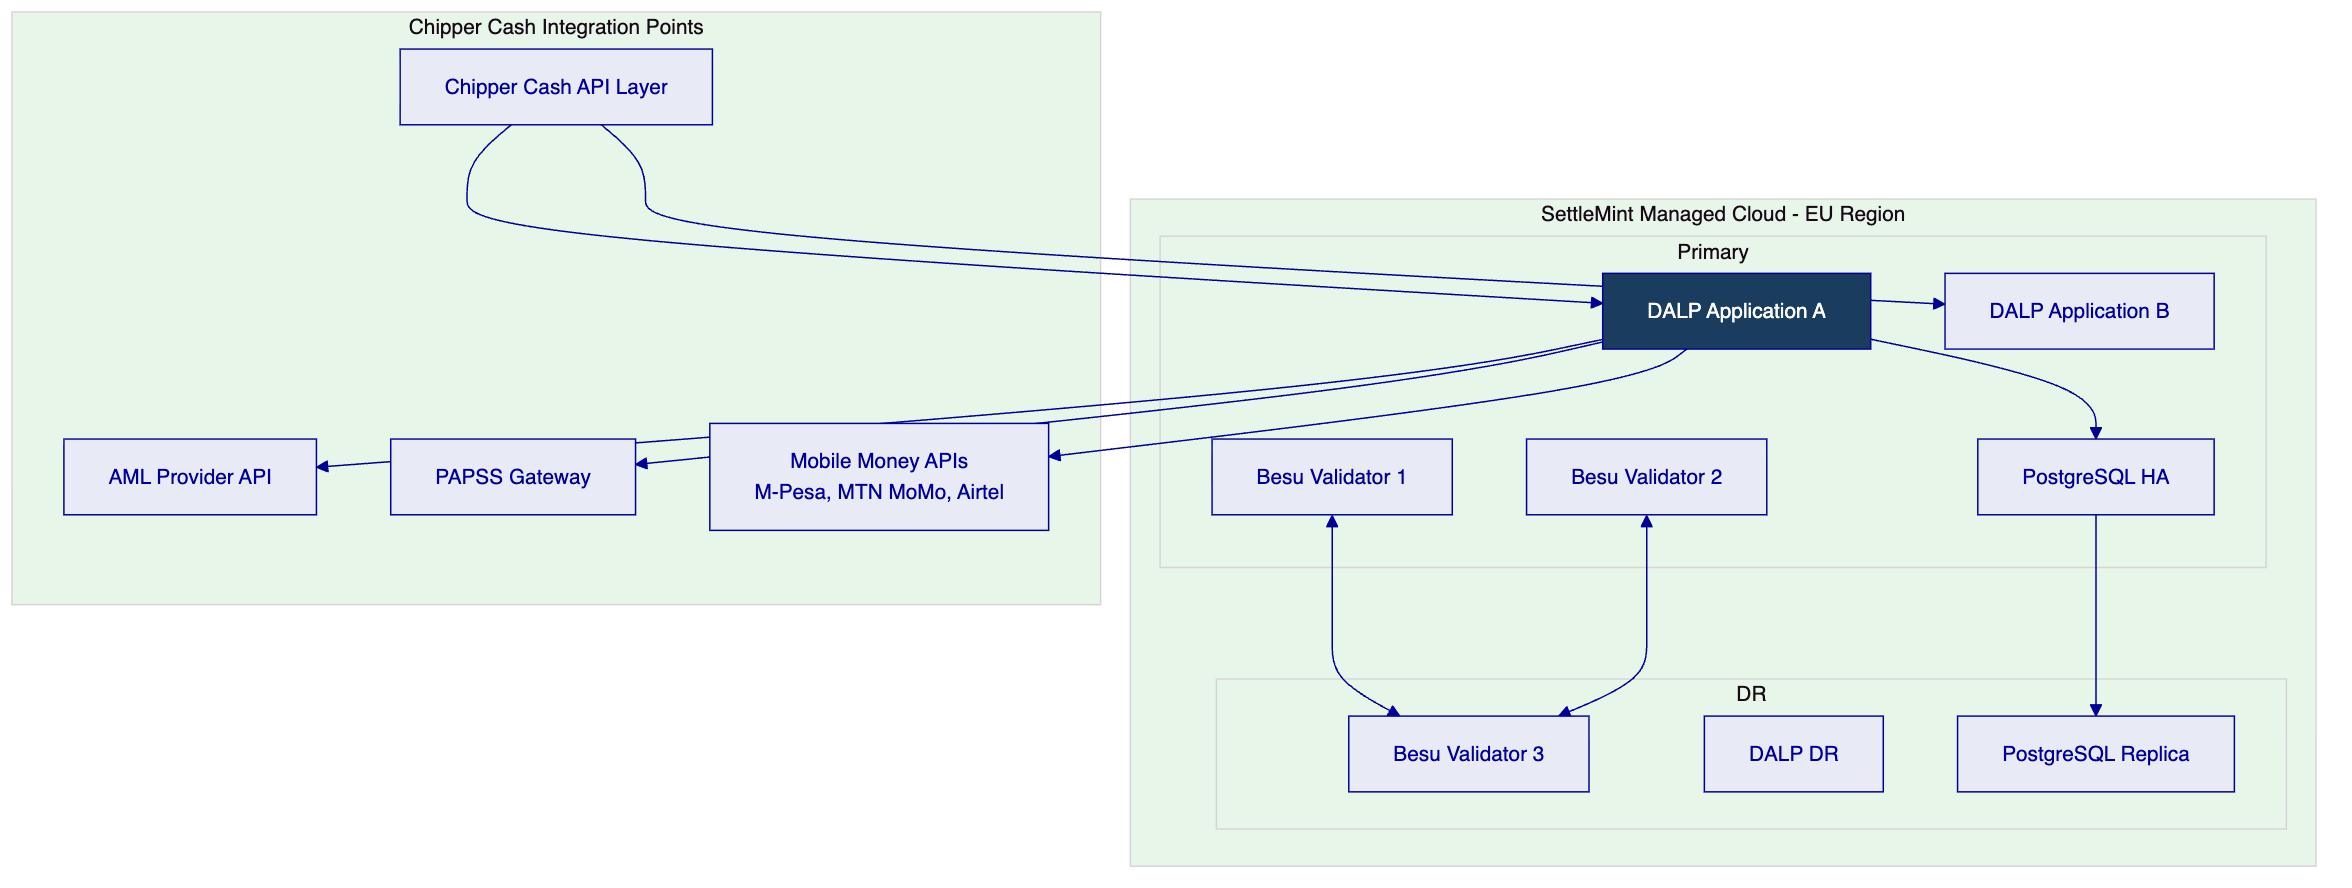 Chipper Cash Integration Points
Chipper Cash API Layer
SettleMint Managed Cloud - EU Region
Primary
DALP Application A
DALP Application B
AML Provider API
PAPSS Gateway
Mobile Money APIs
M-Pesa, MTN MoMo, Airtel
Besu Validator 1
Besu Validator 2
PostgreSQL HA
DR
Besu Validator 3
DALP DR
PostgreSQL Replica